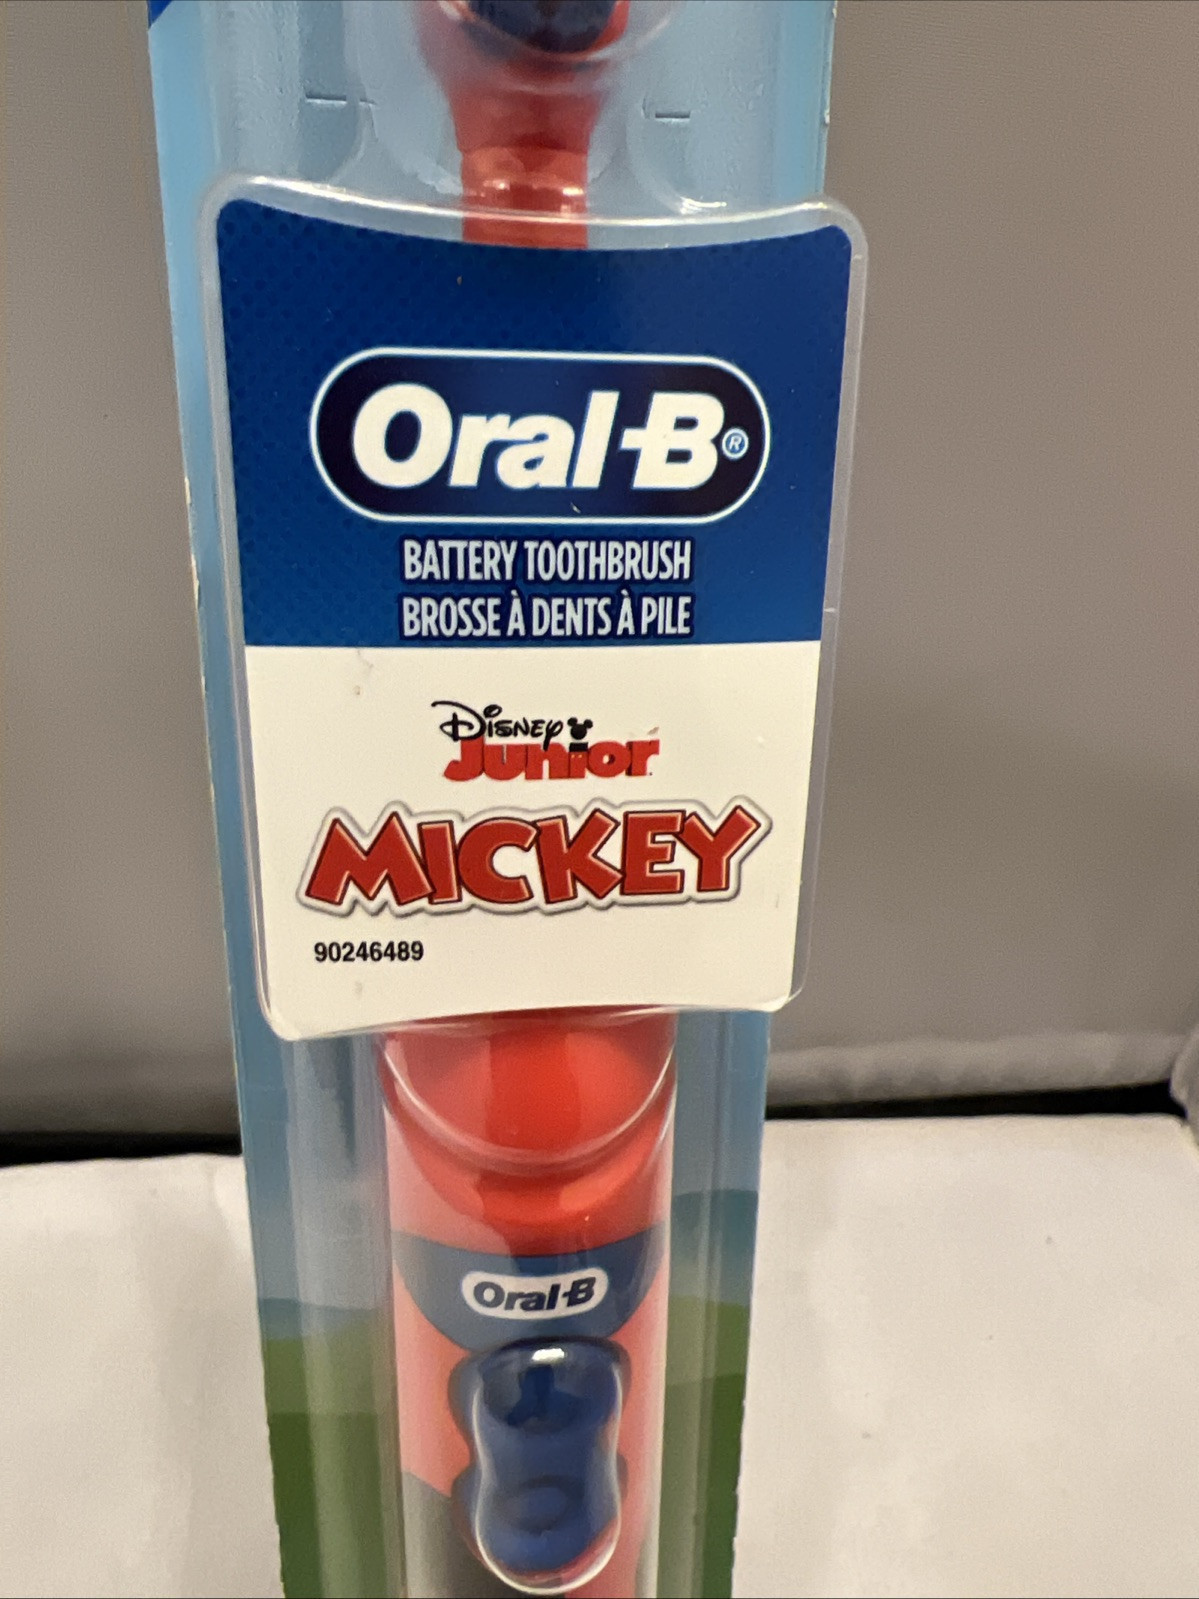 Oral-B®
BATTERY TOOTHBRUSH
BROSSE À DENTS À PILE
Disney
Junior
MICKEY
90246489
Oral-B